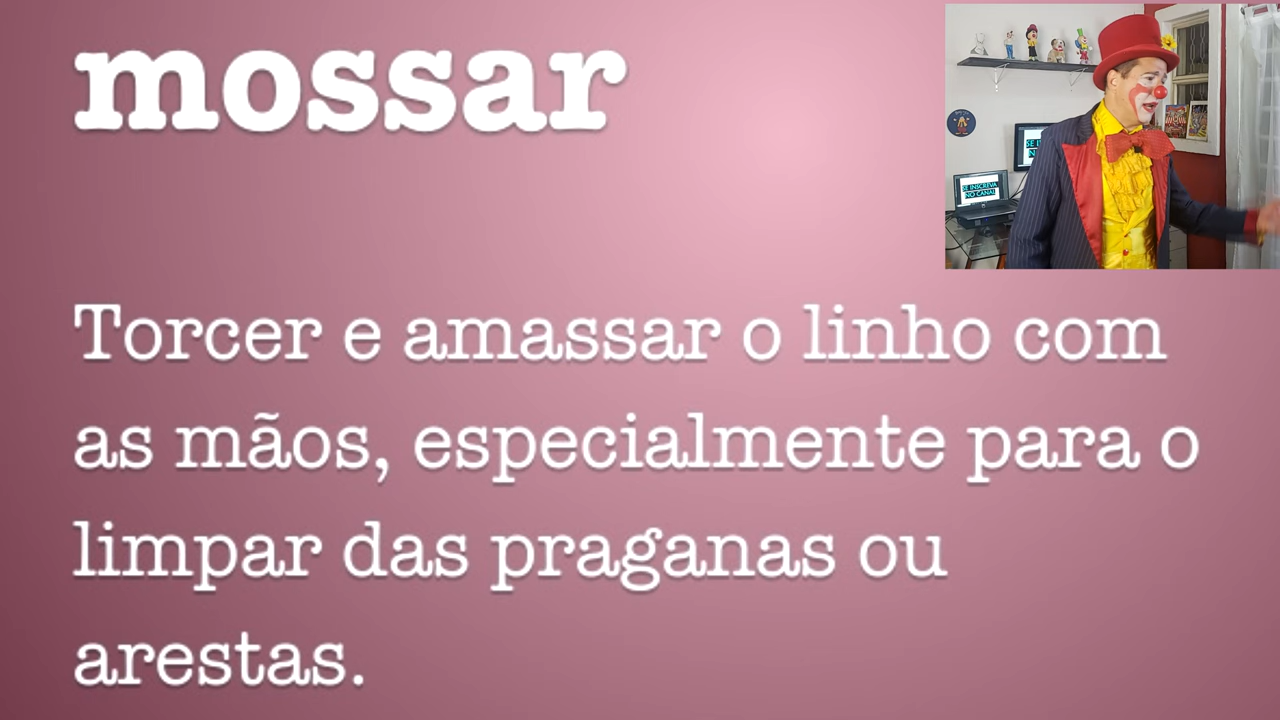 mossar
Torcer e amassar o linho com
as mãos, especialmente para o
limpar das praganas ou
arestas.
SE INSCREVA
NO CANAL